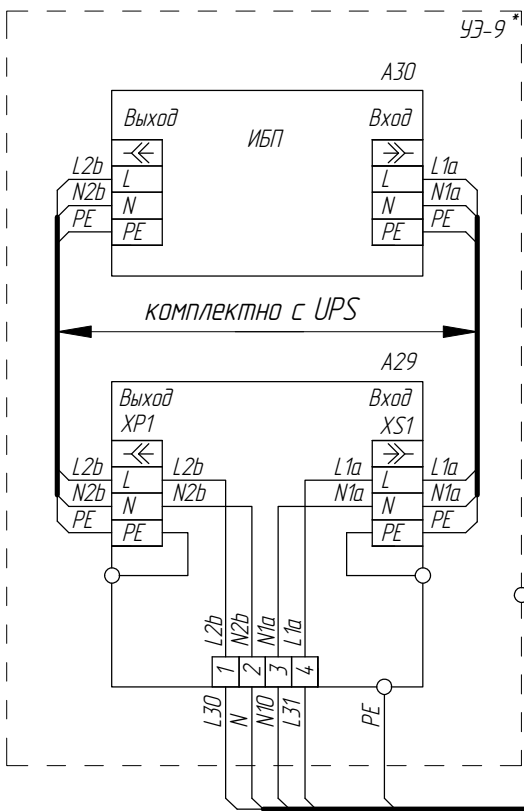 УЭ-9 *
А30
Выход ИБП Вход
L2b L L L1a
N2b N N N1a
PE PE PE PE
комплектно с UPS
А29
Выход Вход
XP1 XS1
L2b L L2b L1a L L1a
N2b N N2b N1a N N1a
PE PE PE PE
L2b N2b N1a L1a
1 2 3 4
L30 N N10 L31 PE